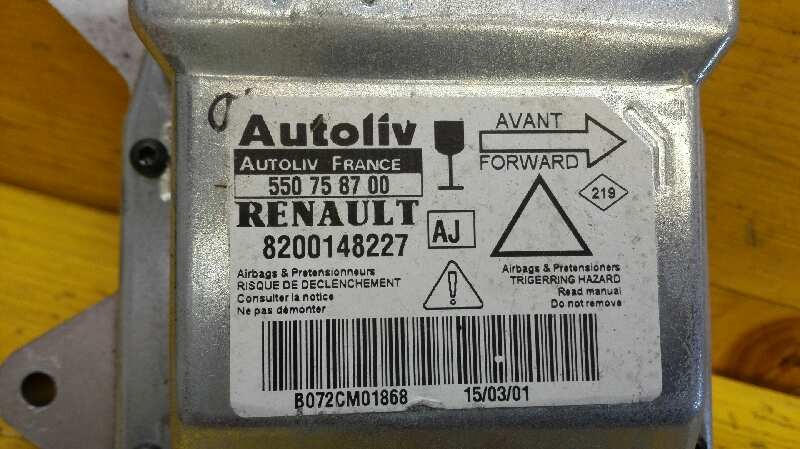 Autoliv
AUTOLIV FRANCE
550 75 87 00
RENAULT
8200148227
AJ
AVANT
FORWARD
219
Airbags & Pretensionneurs
RISQUE DE DECLENCHEMENT
Consulter la notice
Ne pas démonter
!
Airbags & Pretensioners
TRIGERRING HAZARD
Read manual
Do not remove
B072CM01868
15/03/01